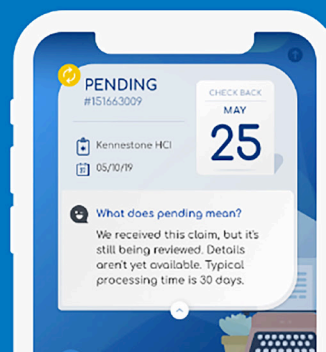 PENDING
#151663009
CHECK BACK
MAY
25
Kennestone HCI
05/10/19
What does pending mean?
We received this claim, but it's
still being reviewed. Details
aren't yet available. Typical
processing time is 30 days.